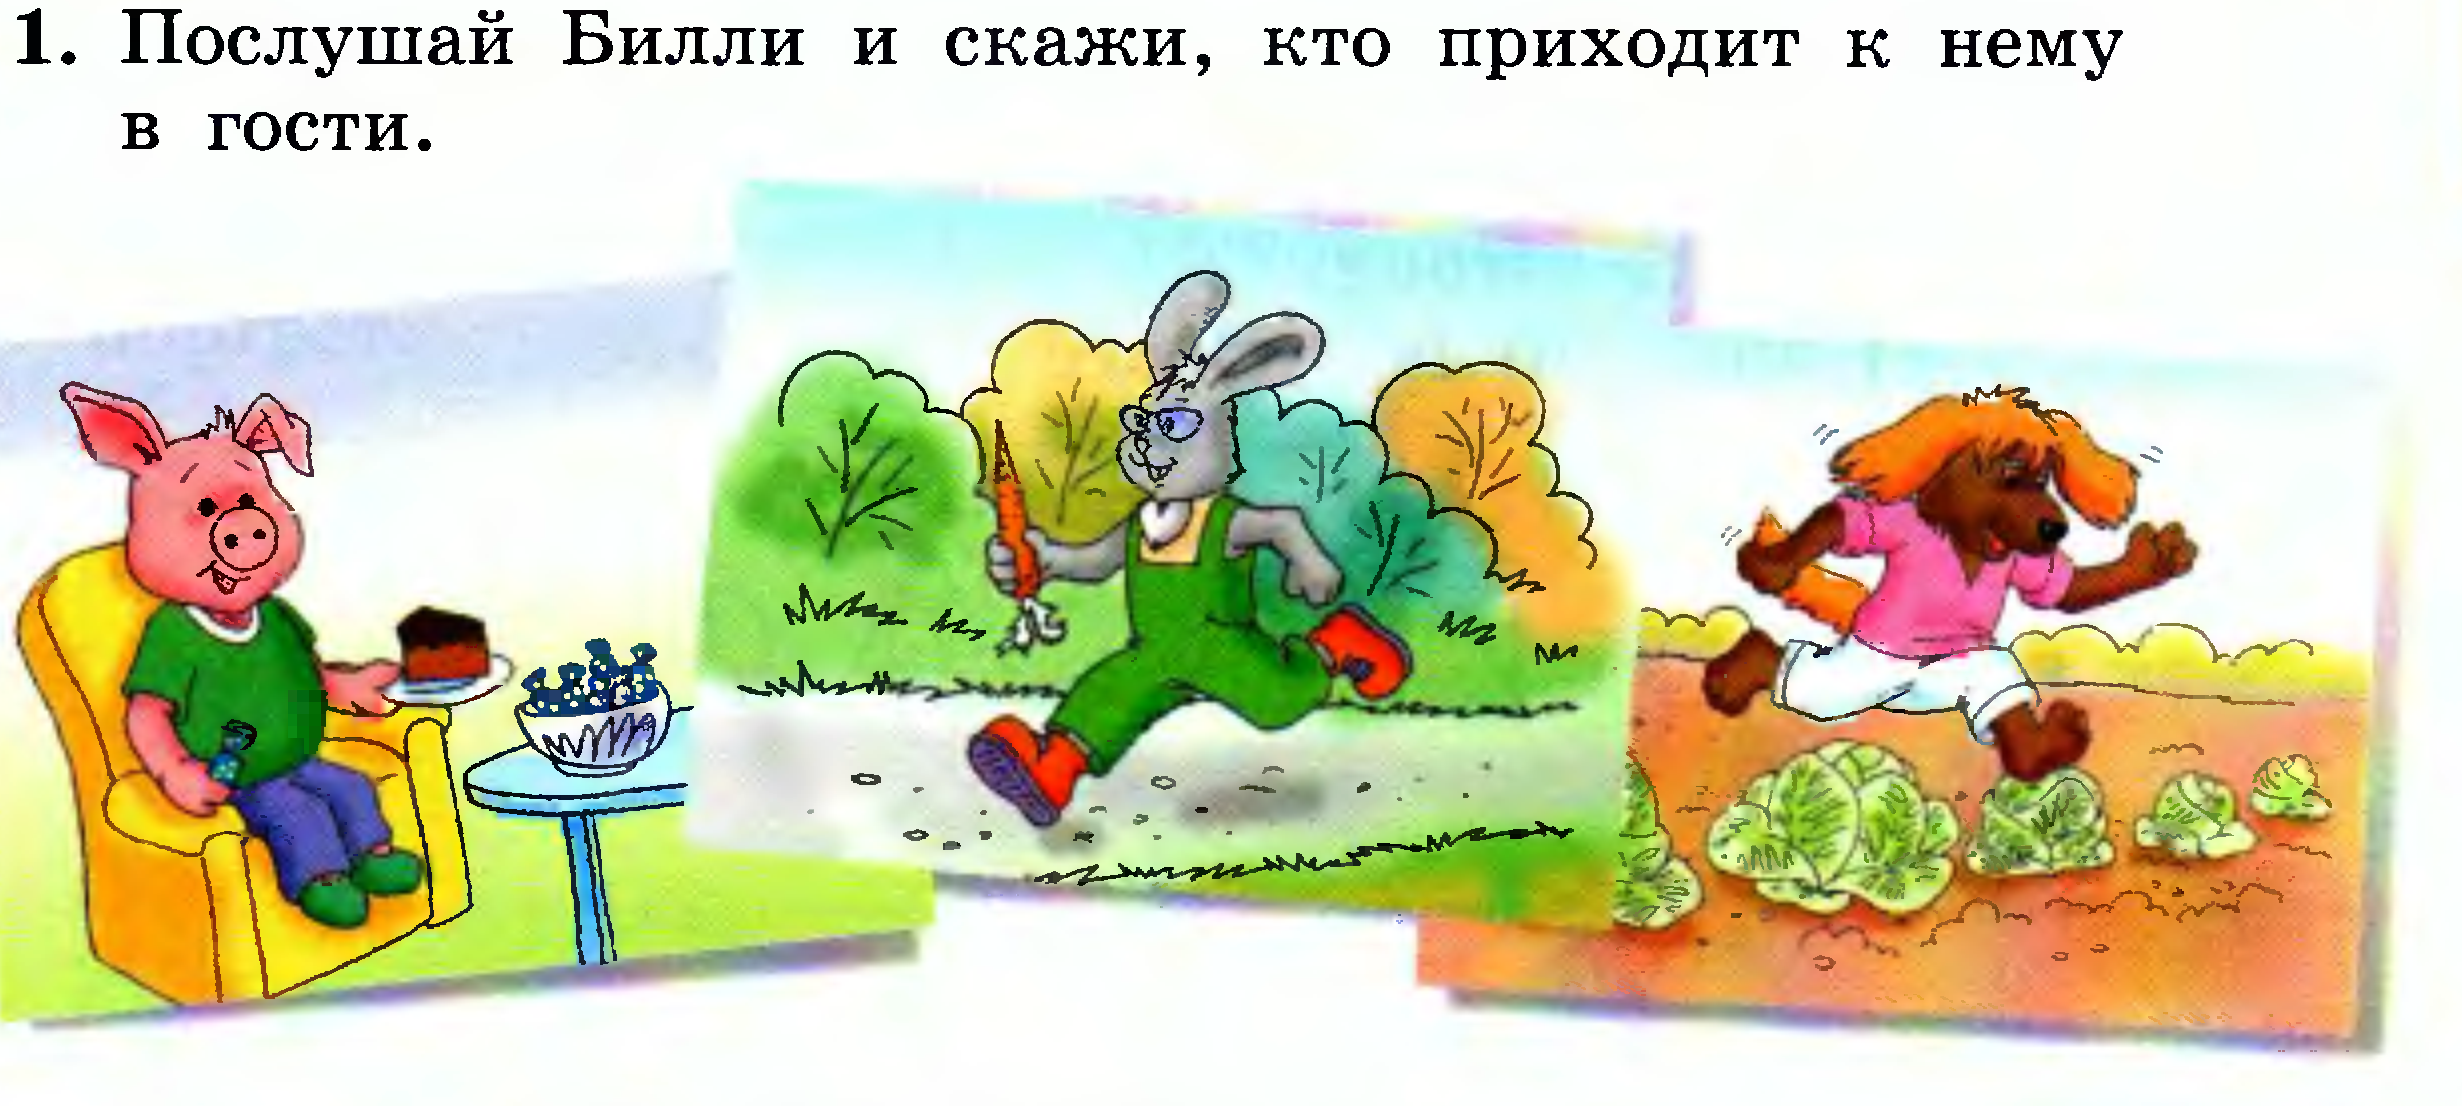 1. Послушай Билли и скажи, кто приходит к нему
в гости.